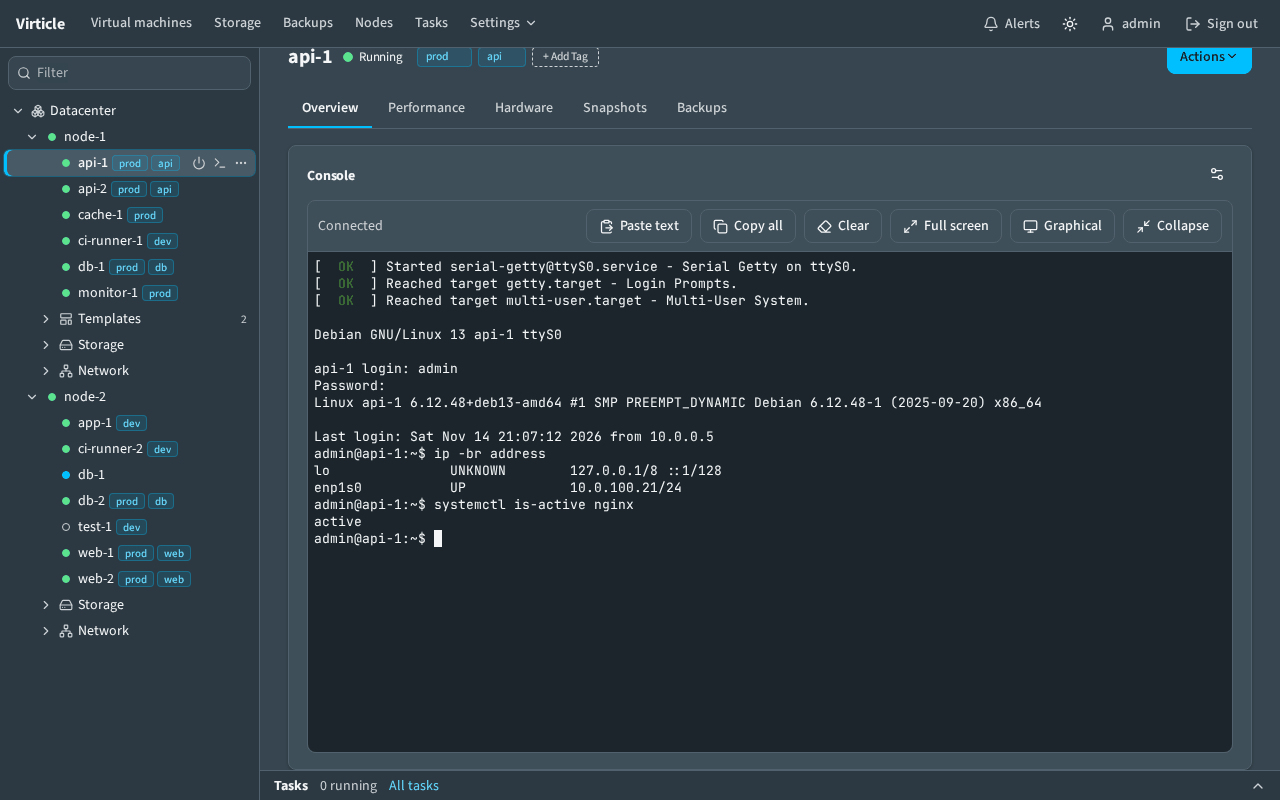 Virticle
Virtual machines
Storage
Backups
Nodes
Tasks
Settings
Alerts
admin
Sign out
Filter
Datacenter
node-1
api-1 prod api
api-2 prod api
cache-1 prod
ci-runner-1 dev
db-1 prod db
monitor-1 prod
Templates 2
Storage
Network
node-2
app-1 dev
ci-runner-2 dev
db-1
db-2 prod db
test-1 dev
web-1 prod web
web-2 prod web
Storage
Network
api-1 Running prod api + Add Tag
Actions
Overview Performance Hardware Snapshots Backups
Console
Connected
Paste text
Copy all
Clear
Full screen
Graphical
Collapse
[  OK  ] Started serial-getty@ttyS0.service - Serial Getty on ttyS0.
[  OK  ] Reached target getty.target - Login Prompts.
[  OK  ] Reached target multi-user.target - Multi-User System.
Debian GNU/Linux 13 api-1 ttyS0
api-1 login: admin
Password:
Linux api-1 6.12.48+deb13-amd64 #1 SMP PREEMPT_DYNAMIC Debian 6.12.48-1 (2025-09-20) x86_64
Last login: Sat Nov 14 21:07:12 2026 from 10.0.0.5
admin@api-1:~$ ip -br address
lo               UNKNOWN        127.0.0.1/8 ::1/128
enp1s0           UP             10.0.100.21/24
admin@api-1:~$ systemctl is-active nginx
active
admin@api-1:~$
Tasks 0 running All tasks